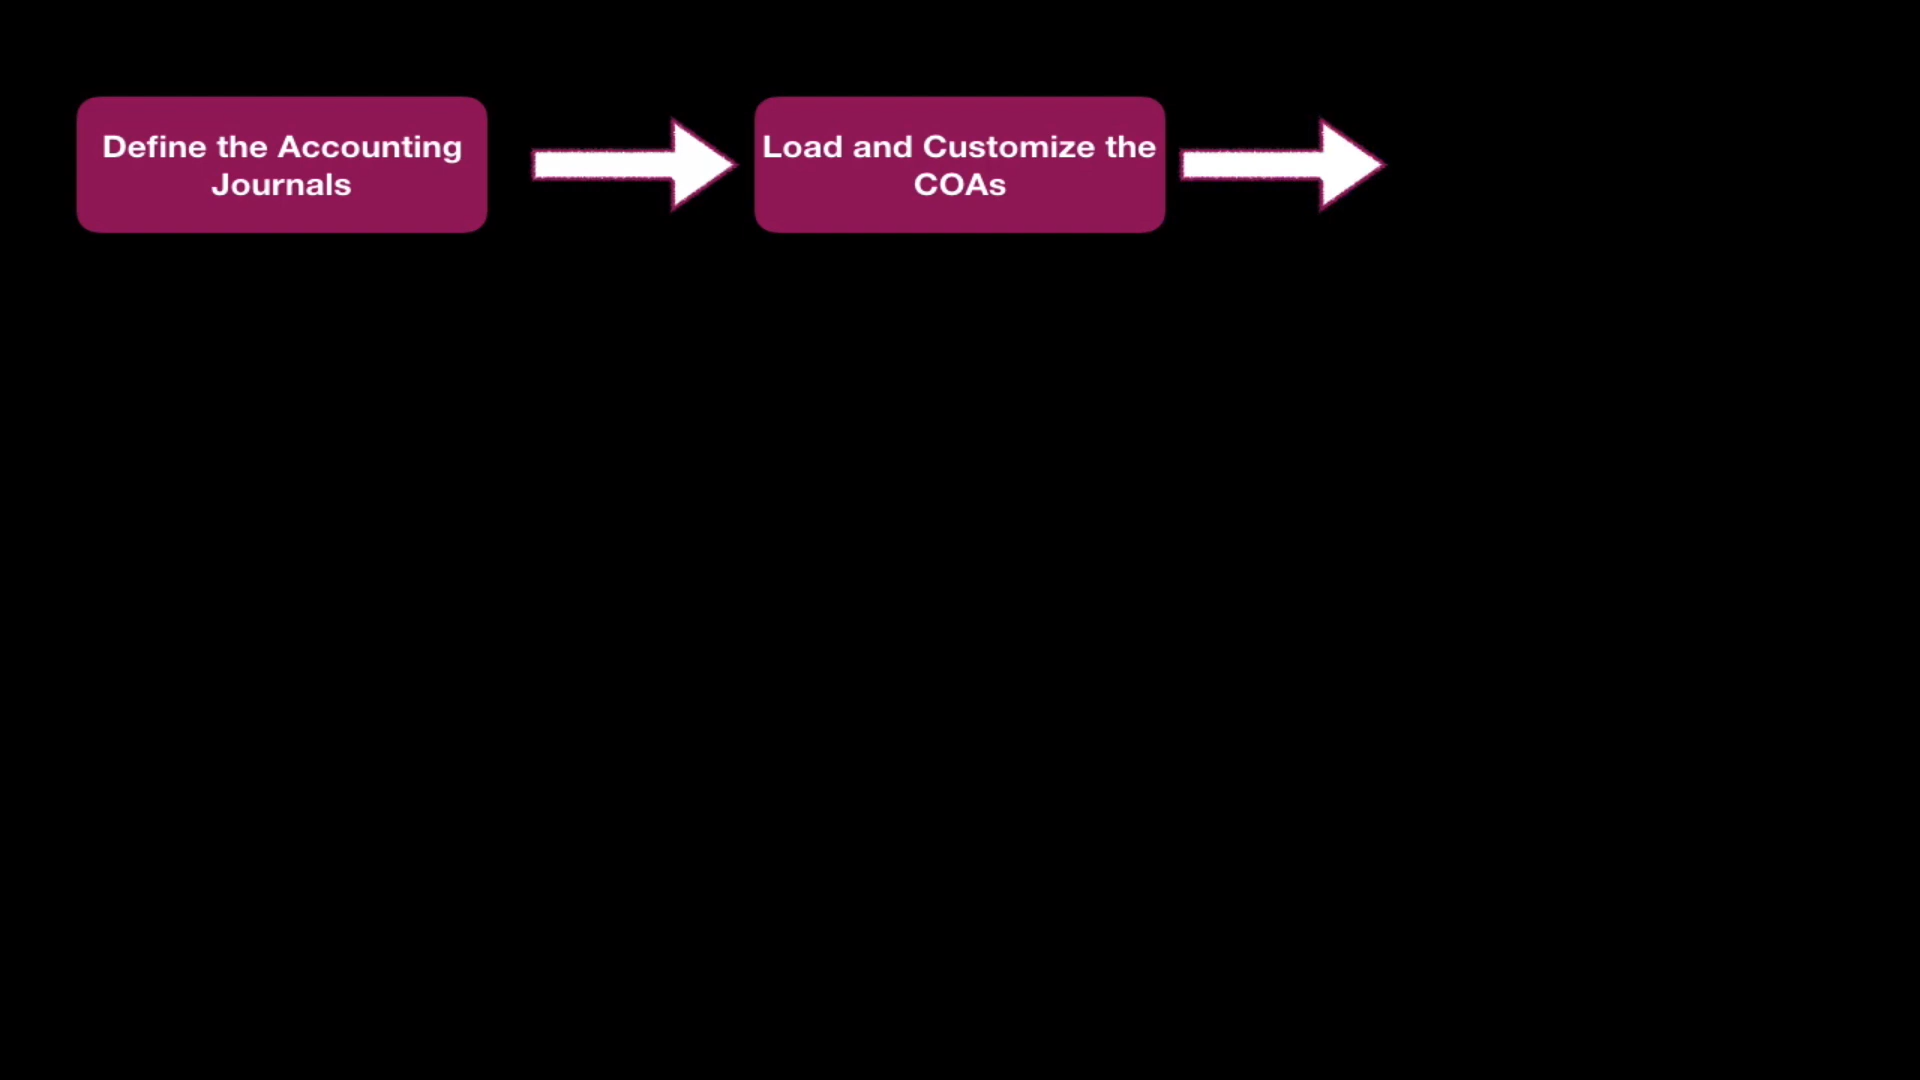 Define the Accounting
Journals
Load and Customize the
COAs